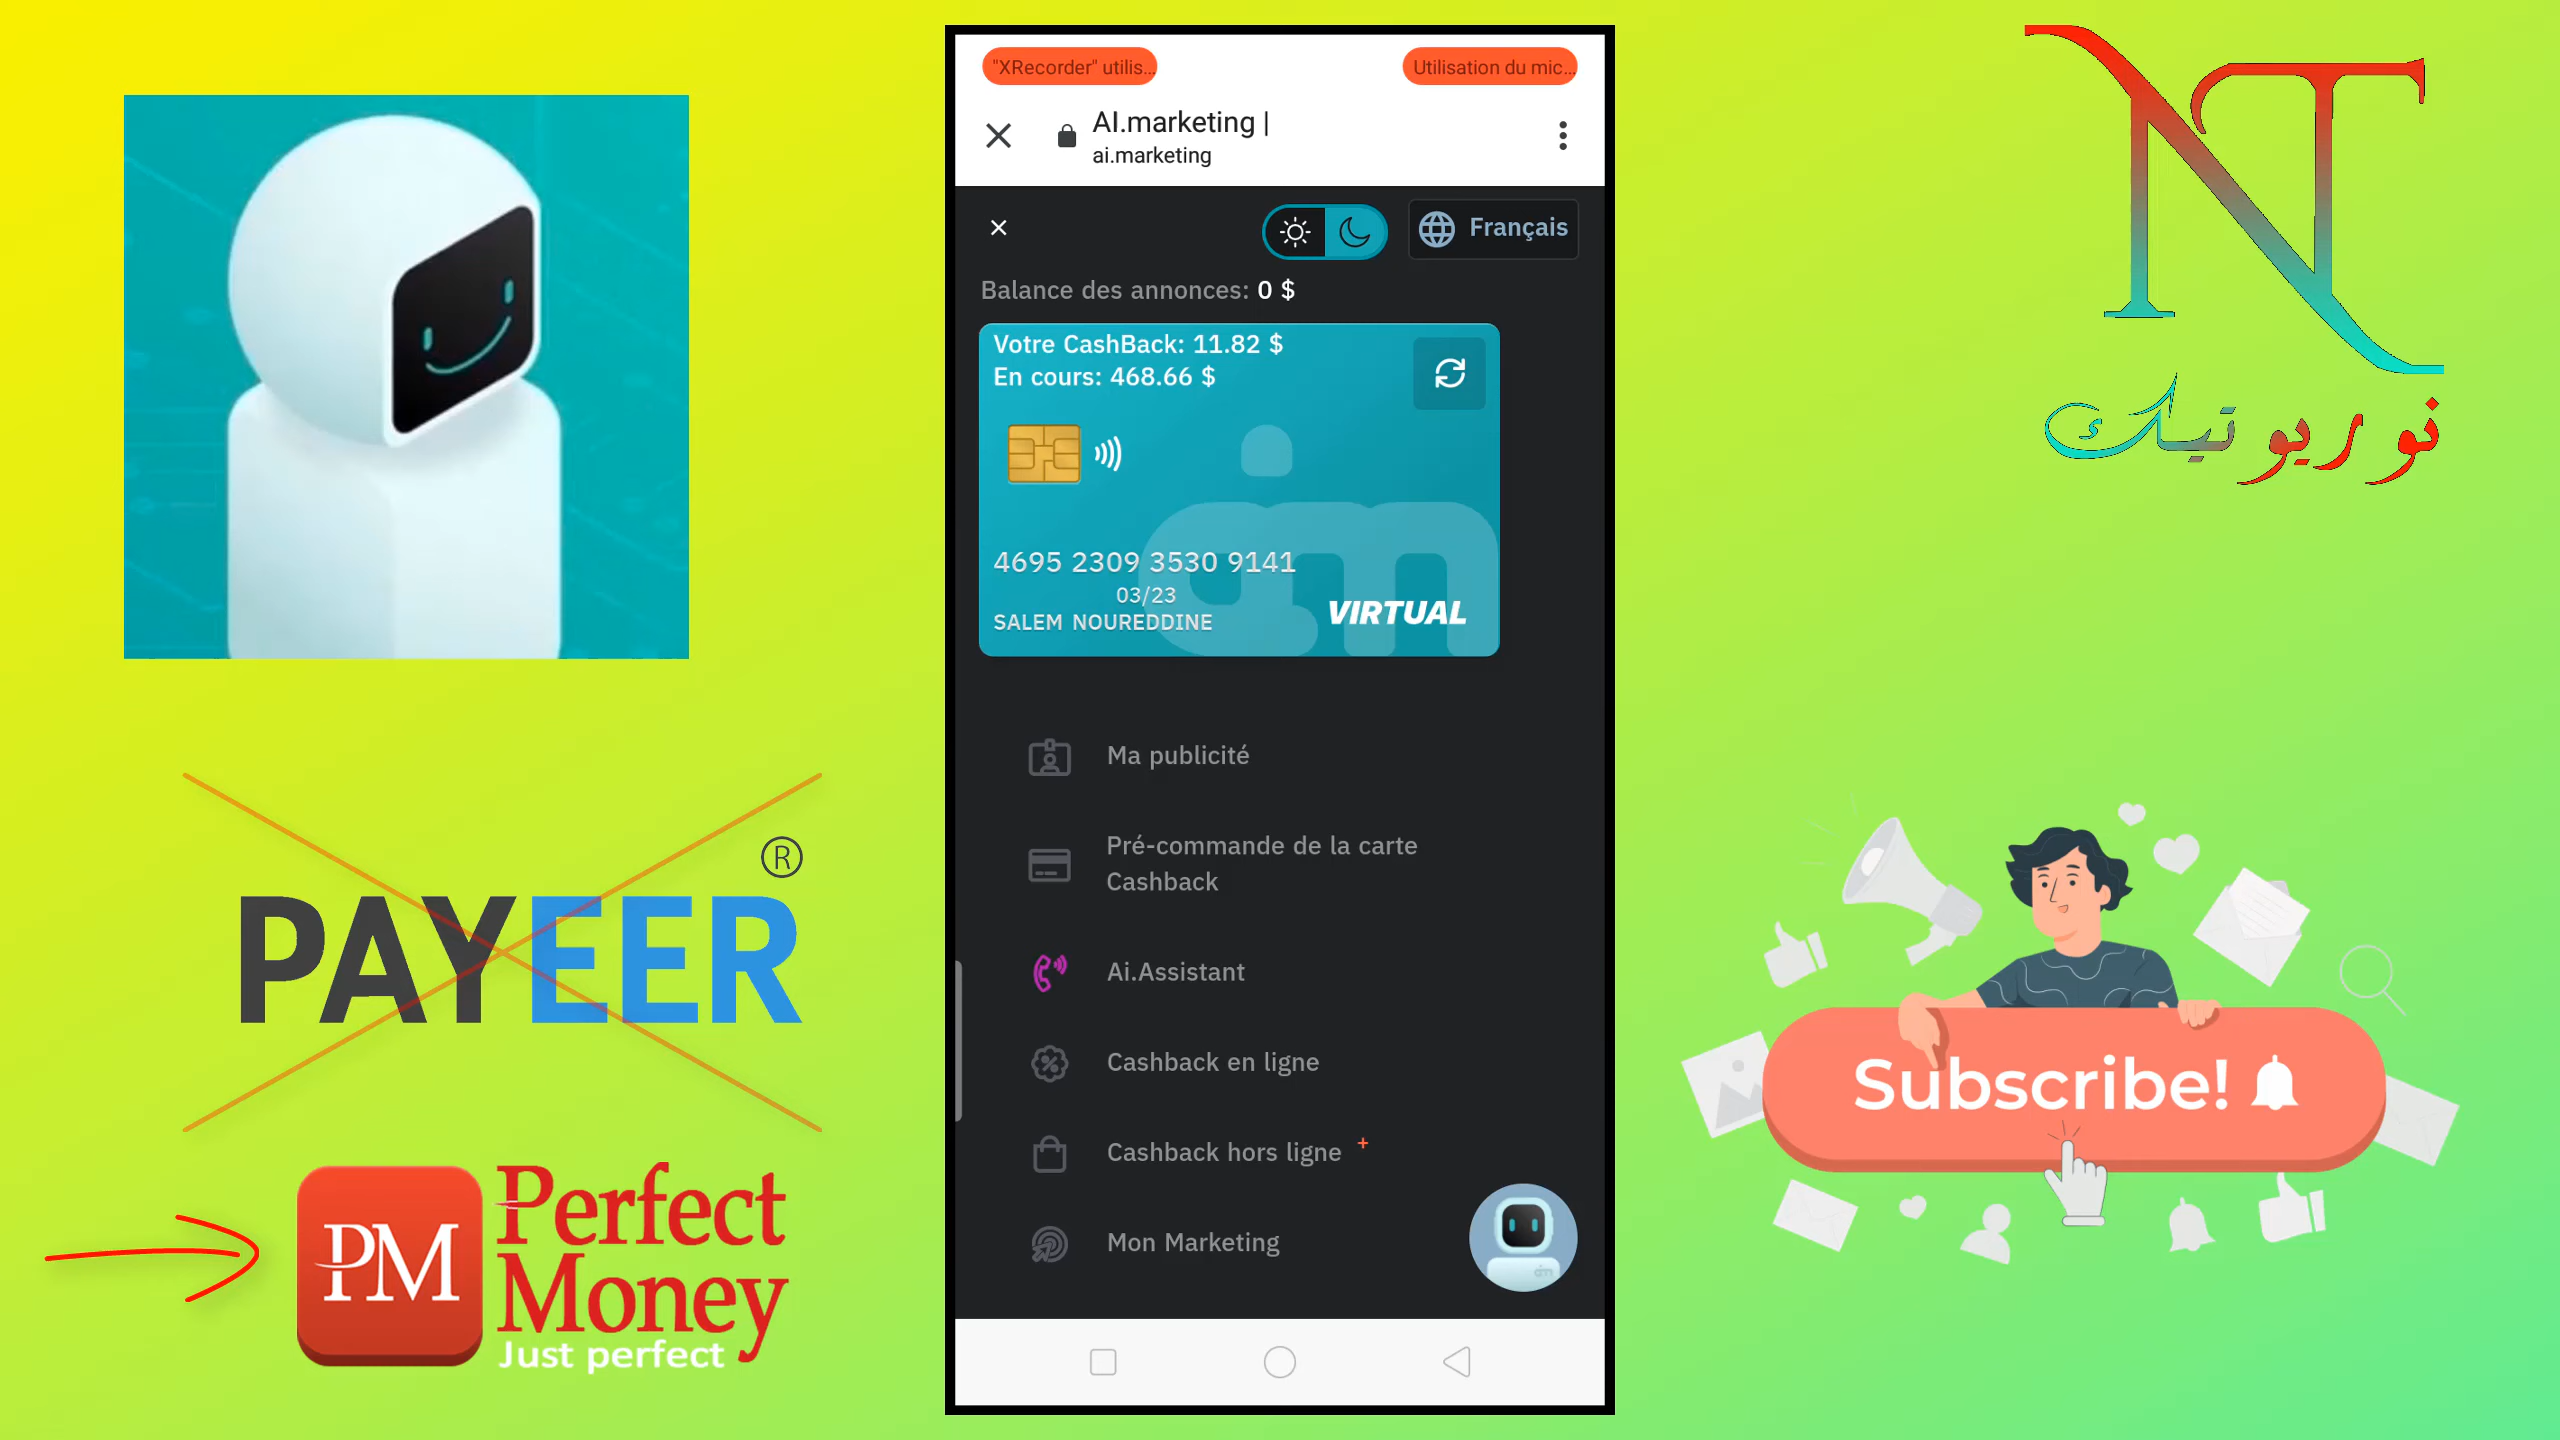 "XRecorder" utilis...
Utilisation du mic...
AI.marketing |
ai.marketing
Français
Balance des annonces: 0 $
Votre CashBack: 11.82 $
En cours: 468.66 $
4695 2309 3530 9141
03/23
SALEM NOUREDDINE
VIRTUAL
Ma publicité
Pré-commande de la carte
Cashback
Ai.Assistant
Cashback en ligne
Cashback hors ligne +
Mon Marketing
PAYEER ®
PM
Perfect
Money
Just perfect
NT
نوريو تيك
Subscribe!